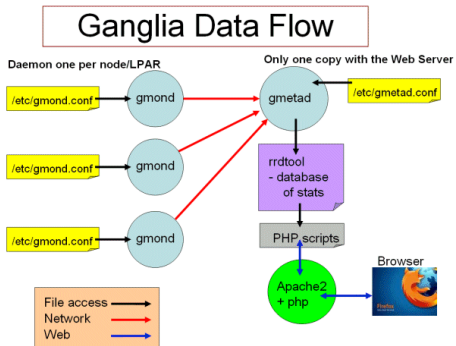 Ganglia Data Flow
Daemon one per node/LPAR
Only one copy with the Web Server
/etc/gmond.conf
gmond
gmetad
/etc/gmetad.conf
/etc/gmond.conf
gmond
rrdtool
- database
of stats
/etc/gmond.conf
gmond
PHP scripts
Browser
Apache2
+ php
Firefox
File access
Network
Web